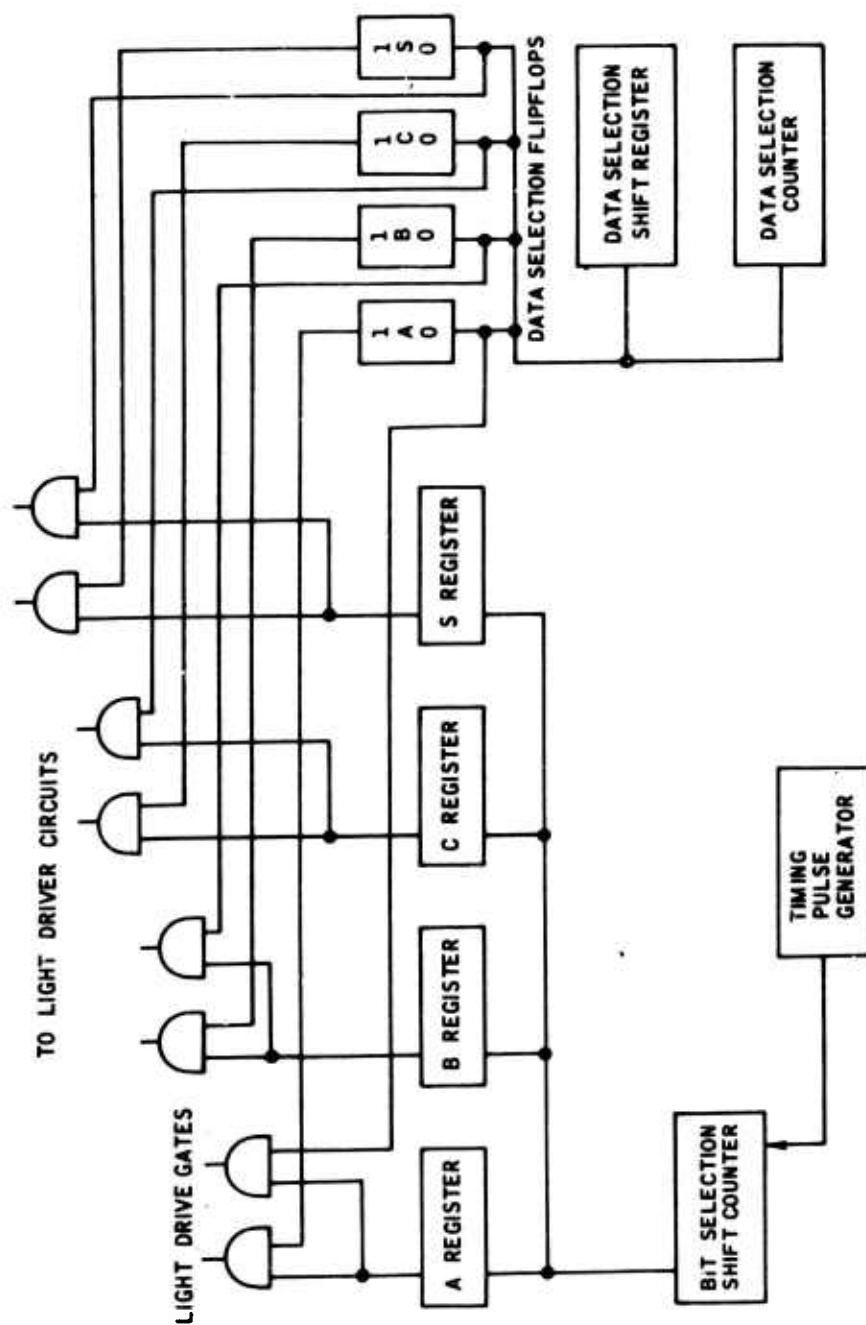 TO LIGHT DRIVER CIRCUITS
LIGHT DRIVE GATES
1
A
0
1
B
0
1
C
0
1
S
0
DATA SELECTION FLIPFLOPS
A REGISTER
B REGISTER
C REGISTER
S REGISTER
DATA SELECTION
SHIFT REGISTER
DATA SELECTION
COUNTER
BiT SELECTION
SHIFT COUNTER
TIMING
PULSE
GENERATOR